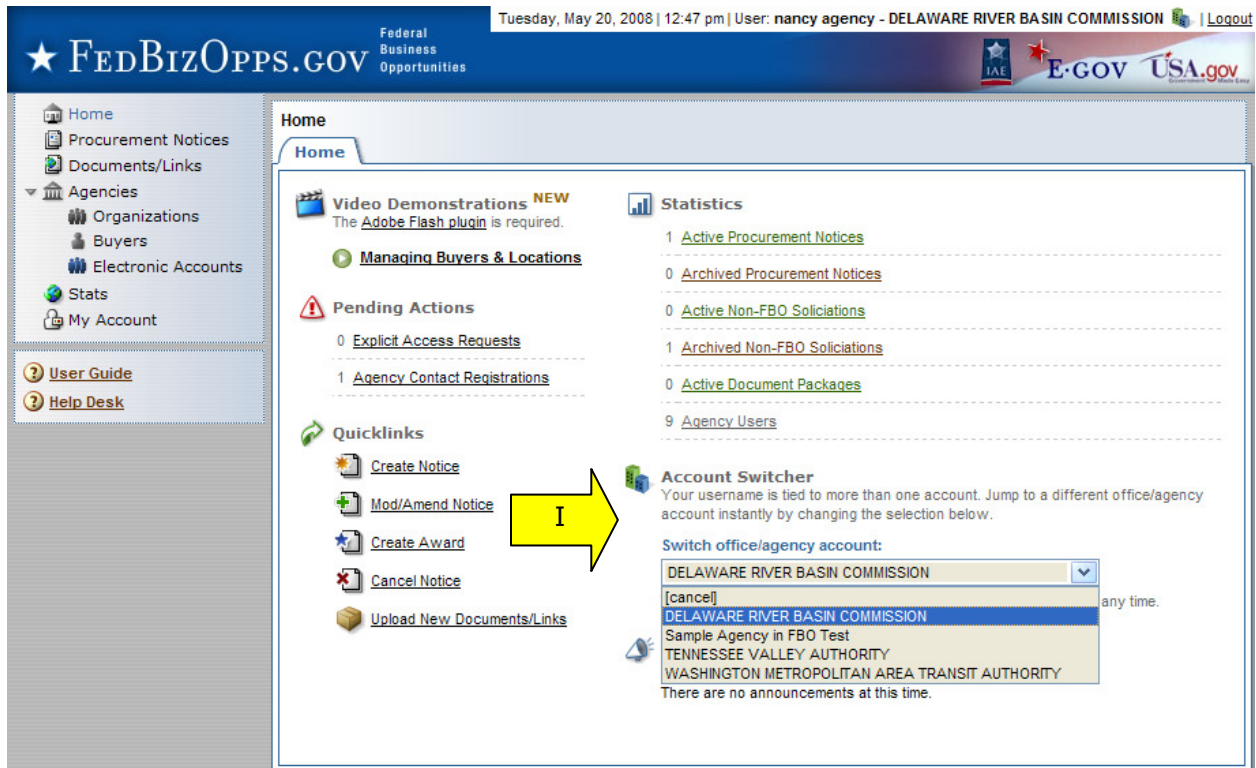 Tuesday, May 20, 2008 | 12:47 pm | User: nancy agency - DELAWARE RIVER BASIN COMMISSION | Logout
★ FEDBIZOPPS.GOV
Federal
Business
Opportunities
IAE
E·GOV
USA.gov
Home
Procurement Notices
Documents/Links
Agencies
Organizations
Buyers
Electronic Accounts
Stats
My Account
User Guide
Help Desk
Home
Home
Video Demonstrations NEW
The Adobe Flash plugin is required.
Managing Buyers & Locations
Pending Actions
0 Explicit Access Requests
1 Agency Contact Registrations
Quicklinks
Create Notice
Mod/Amend Notice
Create Award
Cancel Notice
Upload New Documents/Links
I
Statistics
1 Active Procurement Notices
0 Archived Procurement Notices
0 Active Non-FBO Soliciations
1 Archived Non-FBO Soliciations
0 Active Document Packages
9 Agency Users
Account Switcher
Your username is tied to more than one account. Jump to a different office/agency
account instantly by changing the selection below.
Switch office/agency account:
DELAWARE RIVER BASIN COMMISSION
[cancel]
any time.
DELAWARE RIVER BASIN COMMISSION
Sample Agency in FBO Test
TENNESSEE VALLEY AUTHORITY
WASHINGTON METROPOLITAN AREA TRANSIT AUTHORITY
There are no announcements at this time.